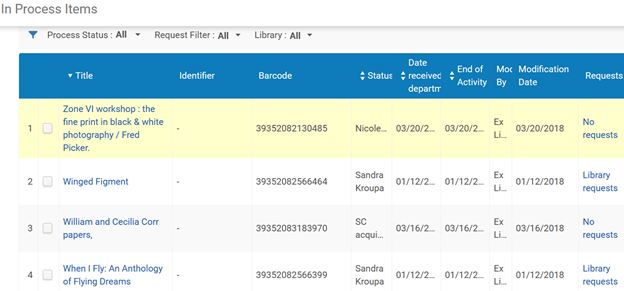 In Process Items
Process Status : All Request Filter : All Library : All
Title Identifier Barcode Status Date received department End of Activity By Modification Date Requests
1 Zone VI workshop : the fine print in black & white photography / Fred Picker. - 39352082130485 Nicole... 03/20/2... 03/20/2... Ex Li... 03/20/2018 No requests
2 Winged Figment - 39352082566464 Sandra Kroupa 01/12/2... 01/12/2... Ex Li... 01/12/2018 Library requests
3 William and Cecilia Corr papers, - 39352083183970 SC acqui... 03/16/2... 03/16/2... Ex Li... 03/16/2018 No requests
4 When I Fly: An Anthology of Flying Dreams - 39352082566399 Sandra Kroupa 01/12/2... 01/12/2... Ex Li... 01/12/2018 Library requests